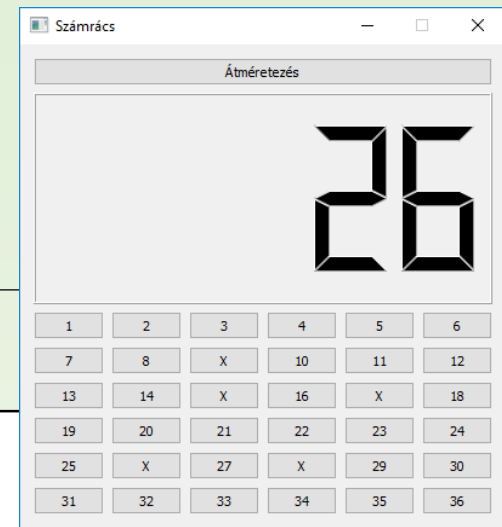 Számrács
Átméretezés
26
1 2 3 4 5 6
7 8 X 10 11 12
13 14 X 16 X 18
19 20 21 22 23 24
25 X 27 X 29 30
31 32 33 34 35 36